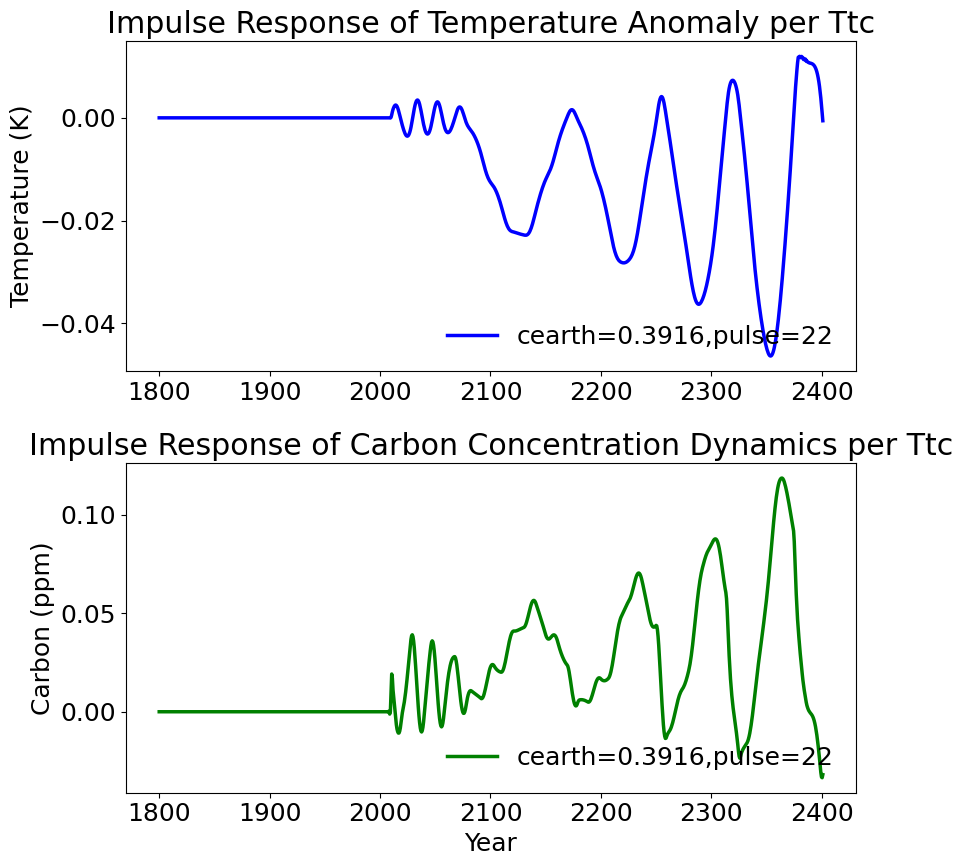 Impulse Response of Temperature Anomaly per Ttc
Temperature (K)
0.00
−0.02
−0.04
cearth=0.3916,pulse=22
1800 1900 2000 2100 2200 2300 2400
Impulse Response of Carbon Concentration Dynamics per Ttc
Carbon (ppm)
0.10
0.05
0.00
cearth=0.3916,pulse=22
1800 1900 2000 2100 2200 2300 2400
Year